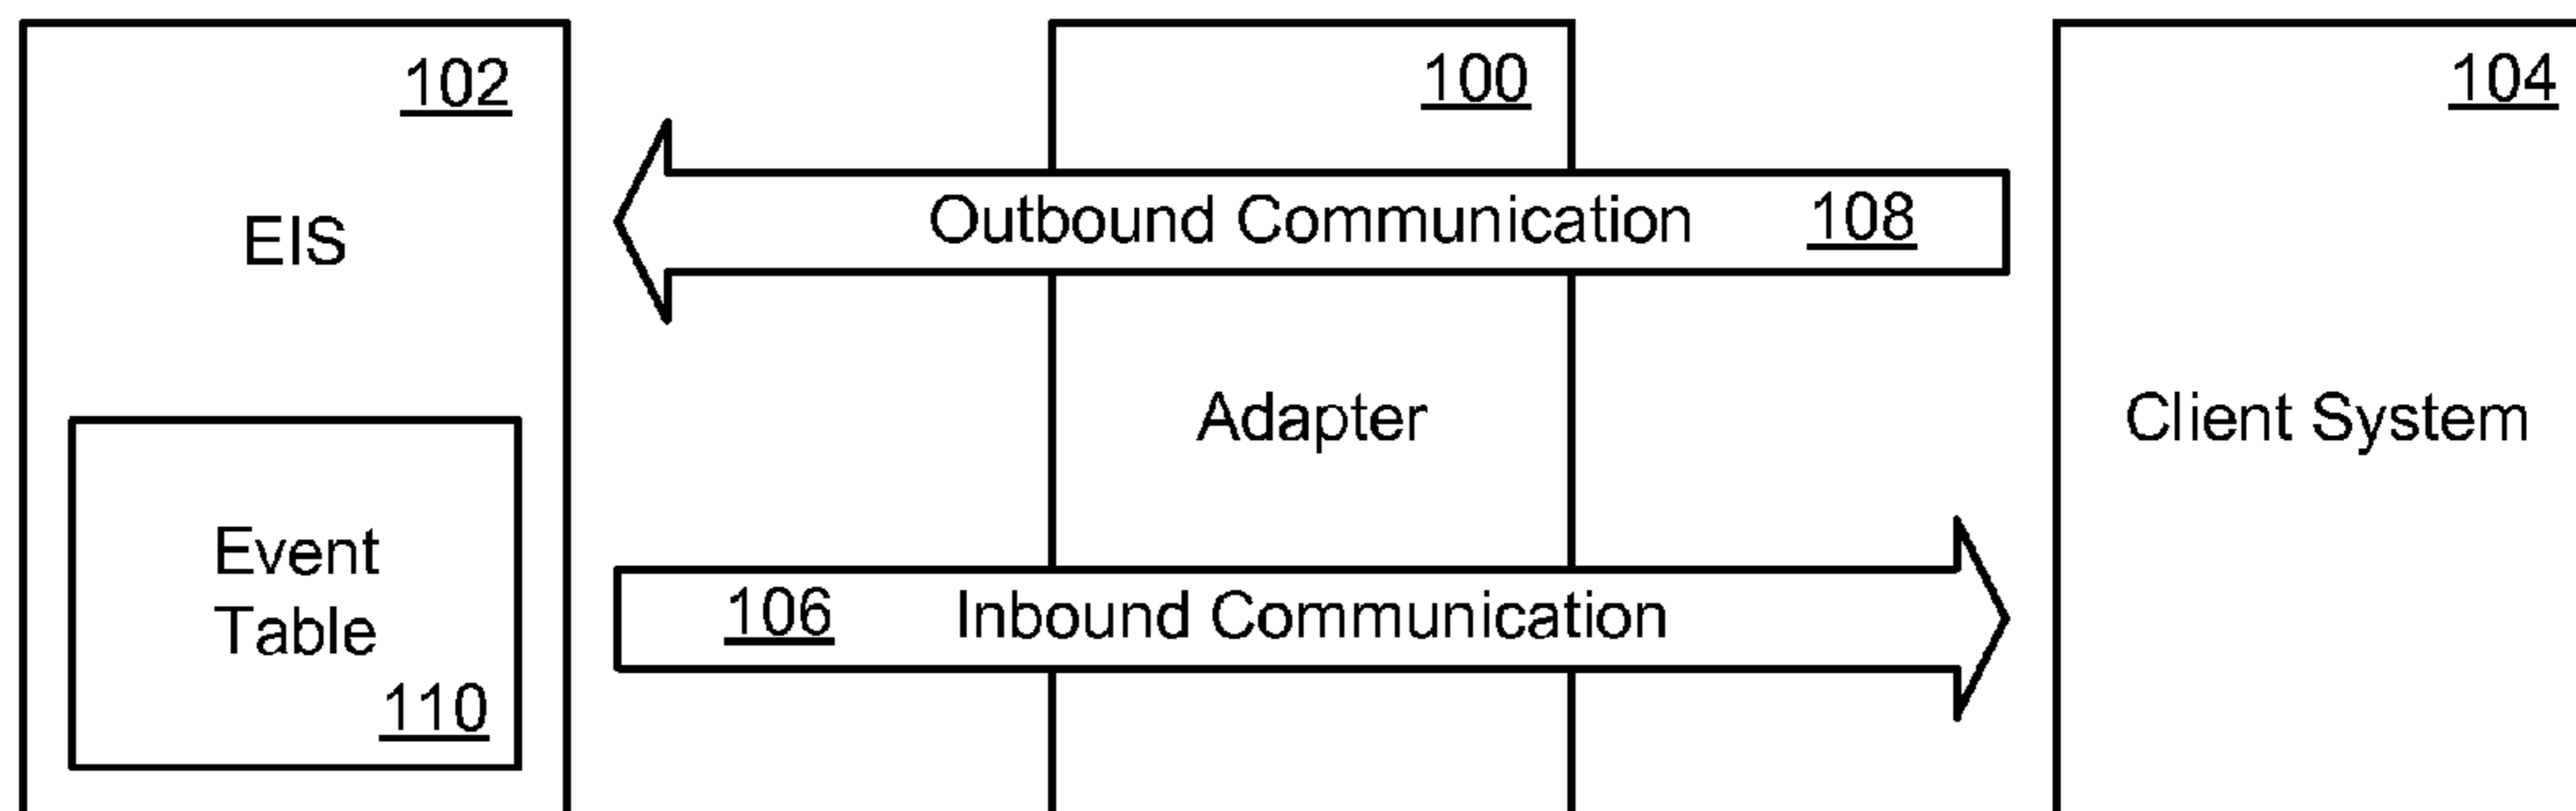 102
EIS
Event
Table
110
100
Outbound Communication 108
Adapter
106 Inbound Communication
104
Client System